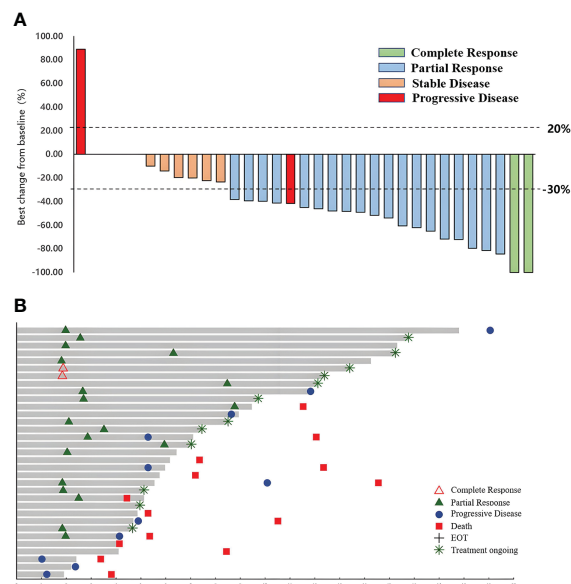 A
100.00
80.00
60.00
40.00
20.00
0.00
-20.00
-40.00
-60.00
-80.00
-100.00
Best change from baseline (%)
Complete Response
Partial Response
Stable Disease
Progressive Disease
20%
-30%
B
Complete Response
Partial Response
Progressive Disease
Death
EOT
Treatment ongoing